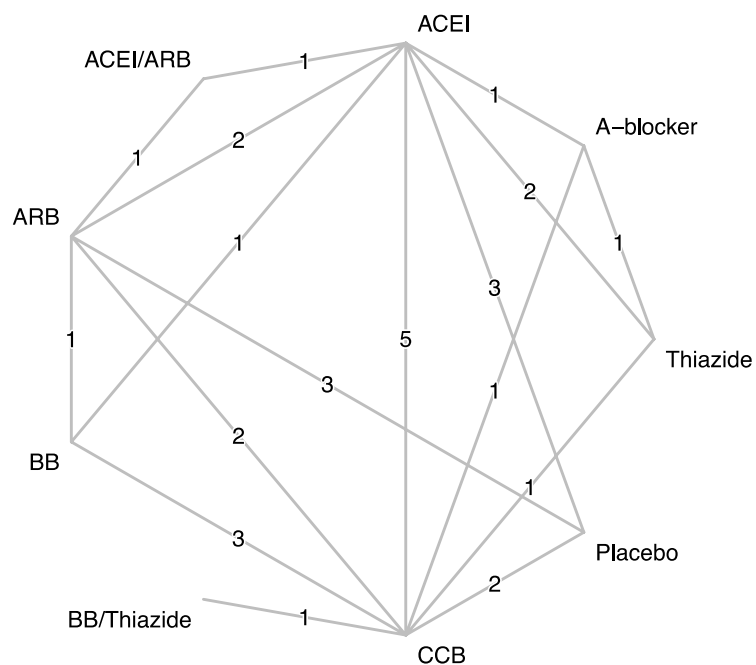 ACEI
ACEI/ARB
1
1
A−blocker
2
1
2
ARB
1
1
3
1
5
Thiazide
3
1
2
BB
1
3
Placebo
2
BB/Thiazide
1
CCB